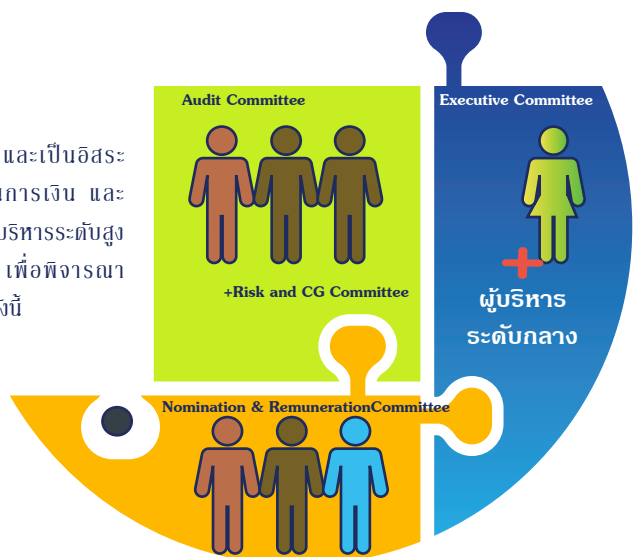 และเป็นอิสระ
การเงิน และ
บริหารระดับสูง
เพื่อพิจารณา
Audit Committee
+Risk and CG Committee
Executive Committee
+
ผู้บริหาร
ระดับกลาง
Nomination & RemunerationCommittee